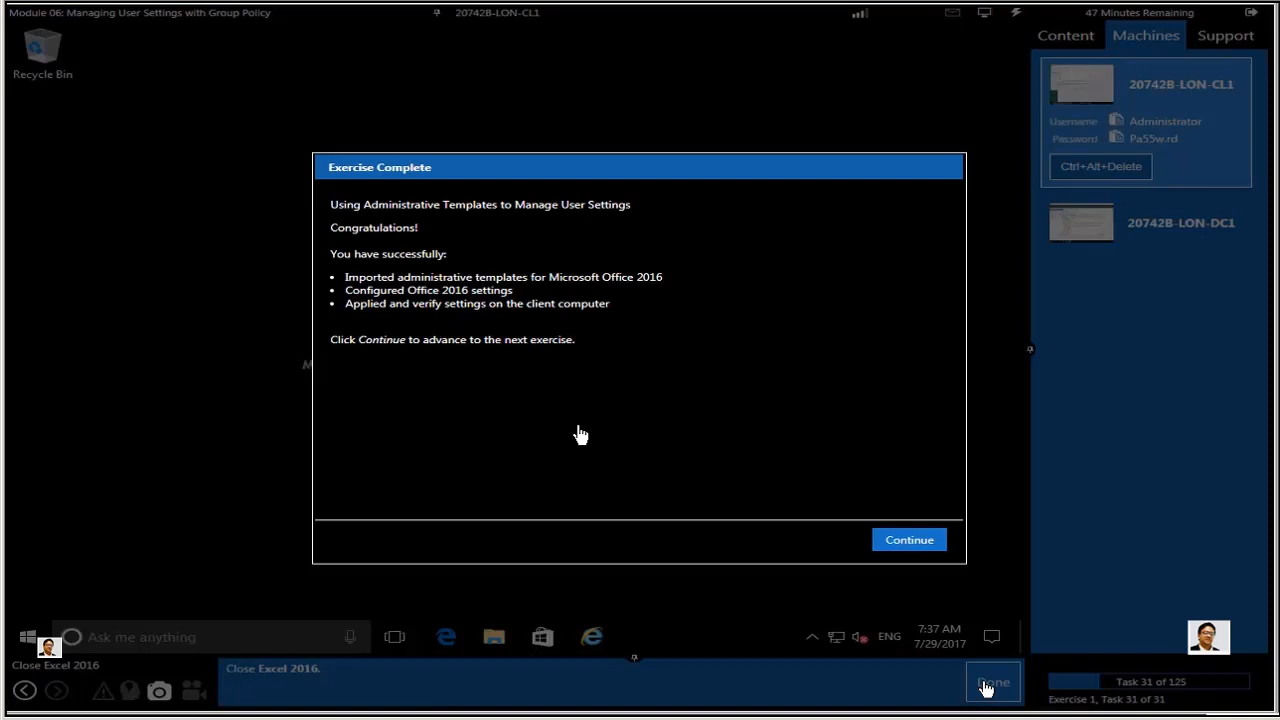 Module 06: Managing User Settings with Group Policy
20742B-LON-CL1
47 Minutes Remaining
Content
Machines
Support
Recycle Bin
20742B-LON-CL1
Username
Administrator
Password
Pa55w.rd
Ctrl+Alt+Delete
20742B-LON-DC1
Exercise Complete
Using Administrative Templates to Manage User Settings
Congratulations!
You have successfully:
• Imported administrative templates for Microsoft Office 2016
• Configured Office 2016 settings
• Applied and verify settings on the client computer
Click Continue to advance to the next exercise.
Continue
Ask me anything
ENG
7:37 AM
7/29/2017
Close Excel 2016
Close Excel 2016.
Done
Task 31 of 125
Exercise 1, Task 31 of 31